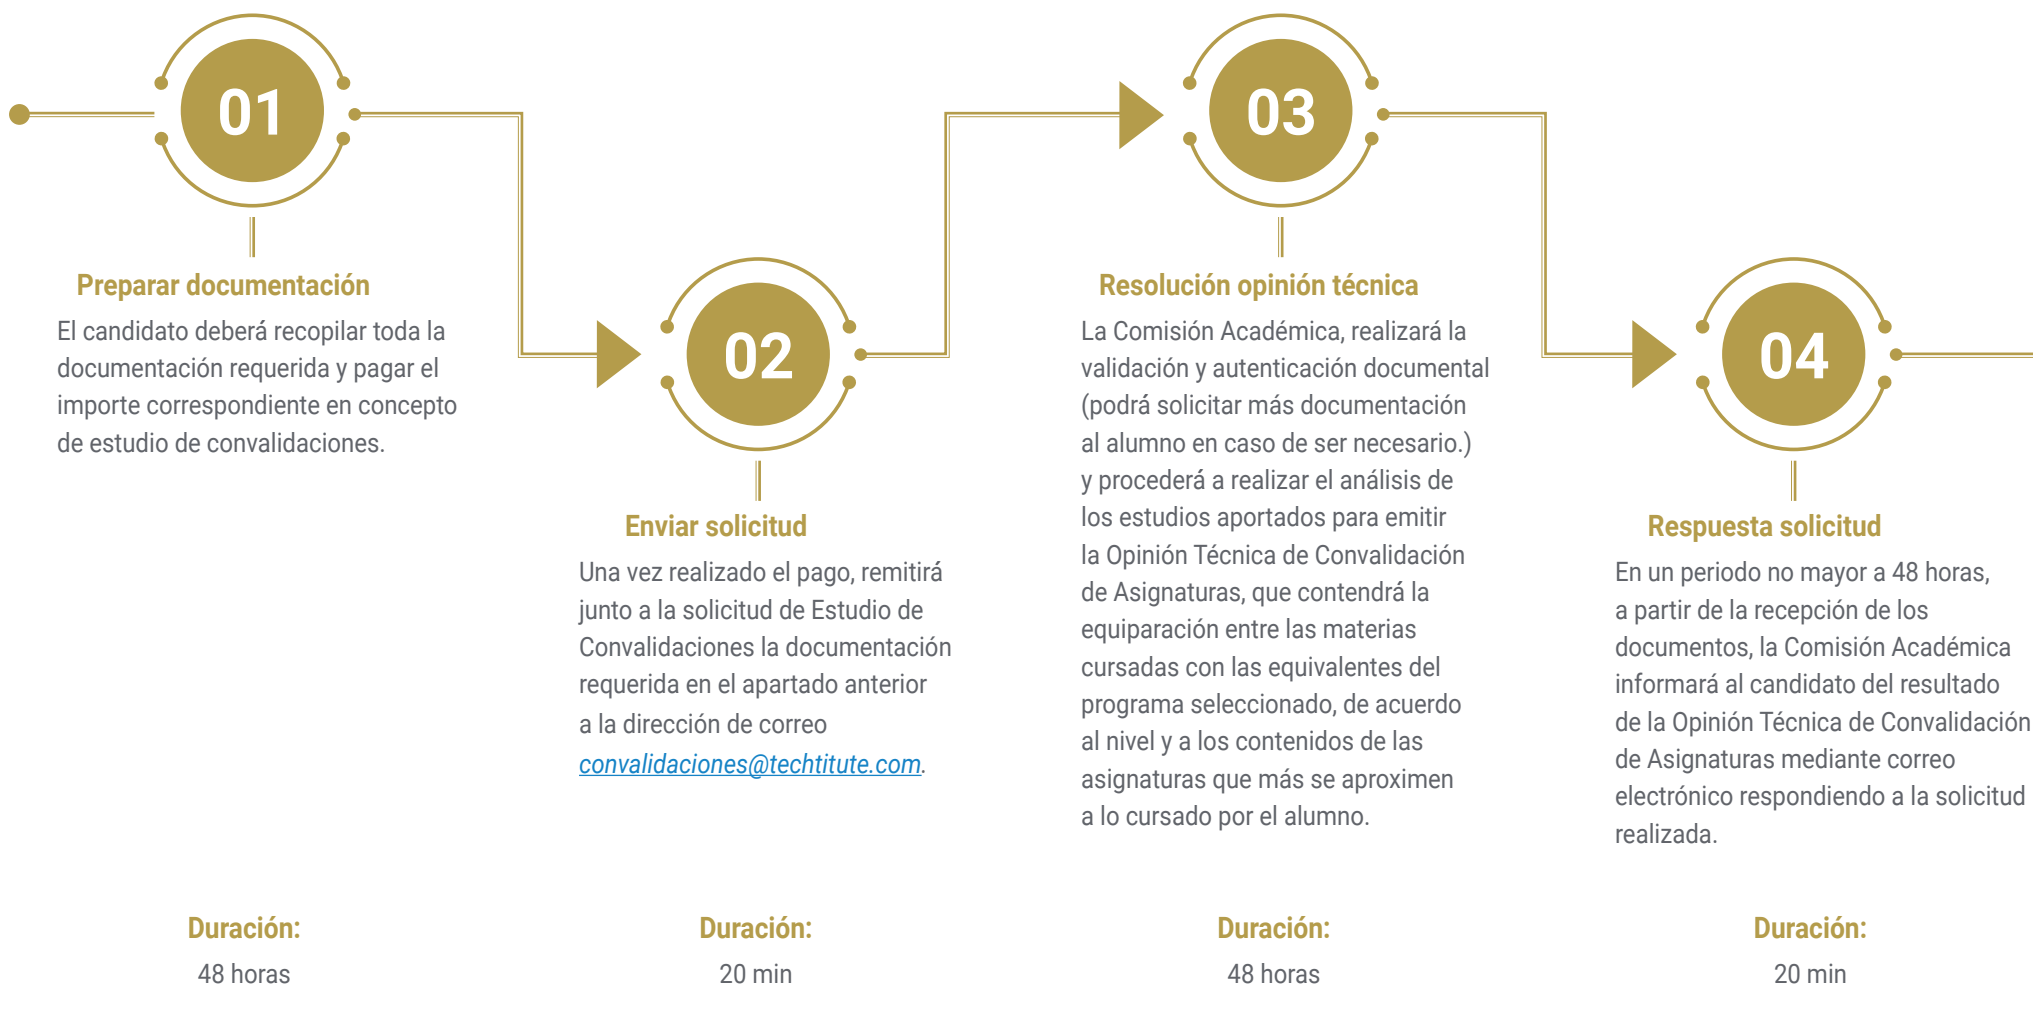 01
Preparar documentación
El candidato deberá recopilar toda la
documentación requerida y pagar el
importe correspondiente en concepto
de estudio de convalidaciones.
Duración:
48 horas
02
Enviar solicitud
Una vez realizado el pago, remitirá
junto a la solicitud de Estudio de
Convalidaciones la documentación
requerida en el apartado anterior
a la dirección de correo
convalidaciones@techtitute.com.
Duración:
20 min
03
Resolución opinión técnica
La Comisión Académica, realizará la
validación y autenticación documental
(podrá solicitar más documentación
al alumno en caso de ser necesario.)
y procederá a realizar el análisis de
los estudios aportados para emitir
la Opinión Técnica de Convalidación
de Asignaturas, que contendrá la
equiparación entre las materias
cursadas con las equivalentes del
programa seleccionado, de acuerdo
al nivel y a los contenidos de las
asignaturas que más se aproximen
a lo cursado por el alumno.
Duración:
48 horas
04
Respuesta solicitud
En un periodo no mayor a 48 horas,
a partir de la recepción de los
documentos, la Comisión Académica
informará al candidato del resultado
de la Opinión Técnica de Convalidación
de Asignaturas mediante correo
electrónico respondiendo a la solicitud
realizada.
Duración:
20 min